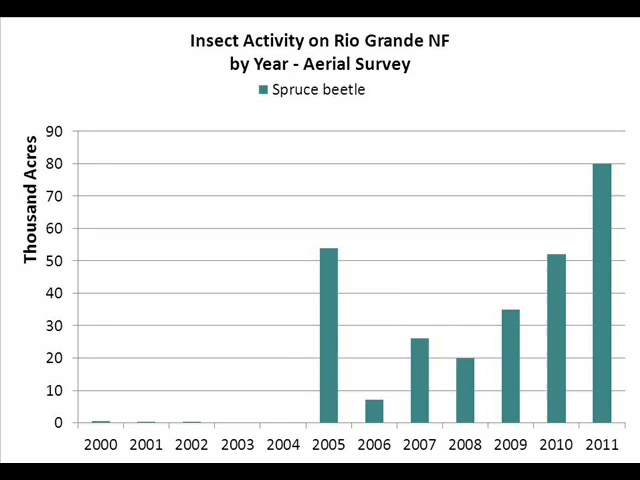 Insect Activity on Rio Grande NF
by Year - Aerial Survey
Spruce beetle
Thousand Acres
90
80
70
60
50
40
30
20
10
0
2000 2001 2002 2003 2004 2005 2006 2007 2008 2009 2010 2011